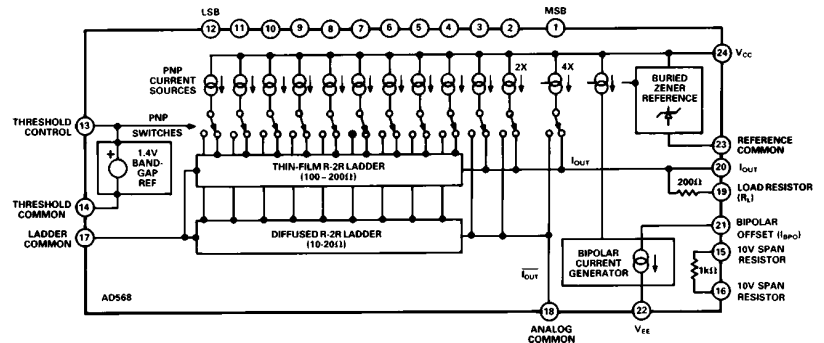 LSB
MSB
12
11
10
9
8
7
6
5
4
3
2
1
24
VCC
PNP
CURRENT
SOURCES
2X
4X
BURIED
ZENER
REFERENCE
13
THRESHOLD
CONTROL
PNP
SWITCHES
23
REFERENCE
COMMON
1.4V
BAND-
GAP
REF
THIN-FILM R-2R LADDER
(100 – 200Ω)
IOUT
20
IOUT
200Ω
19
LOAD RESISTOR
(RL)
14
THRESHOLD
COMMON
17
LADDER
COMMON
DIFFUSED R-2R LADDER
(10-20Ω)
21
BIPOLAR
OFFSET (IBPO)
IOUT
BIPOLAR
CURRENT
GENERATOR
15
10V SPAN
RESISTOR
1kΩ
16
10V SPAN
RESISTOR
AD568
18
ANALOG
COMMON
22
VEE